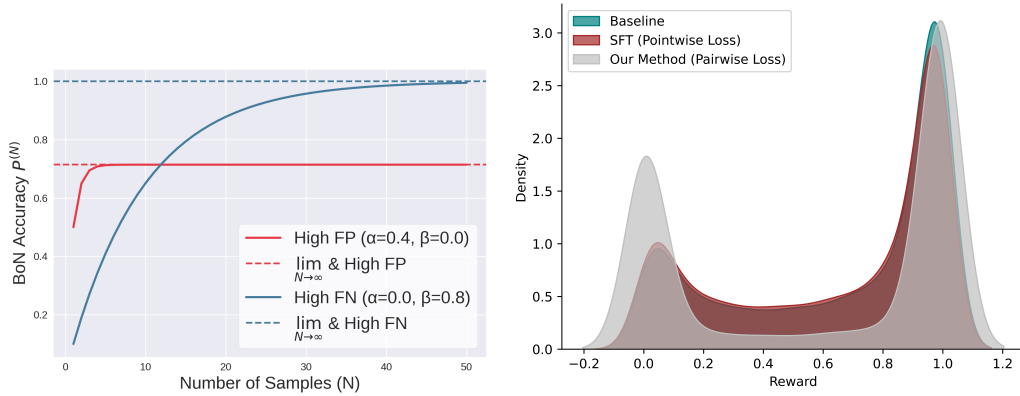 BoN Accuracy P^(N)
1.0
0.8
0.6
0.4
0.2
0 10 20 30 40 50
Number of Samples (N)
High FP (α=0.4, β=0.0)
lim N→∞ & High FP
High FN (α=0.0, β=0.8)
lim N→∞ & High FN
Density
3.0
2.5
2.0
1.5
1.0
0.5
0.0
−0.2 0.0 0.2 0.4 0.6 0.8 1.0 1.2
Reward
Baseline
SFT (Pointwise Loss)
Our Method (Pairwise Loss)